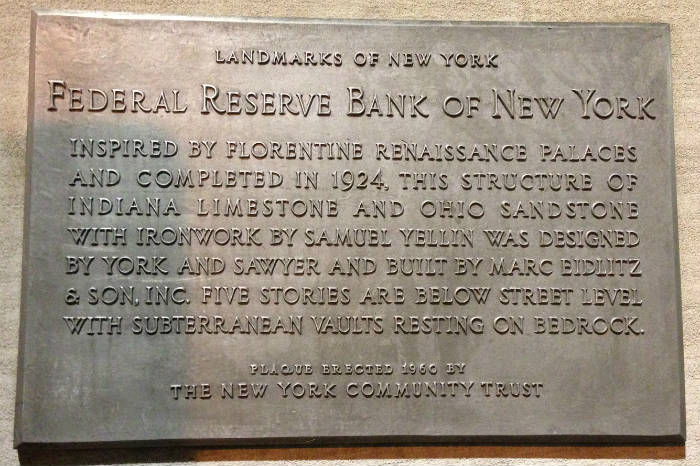 LANDMARKS OF NEW YORK
FEDERAL RESERVE BANK OF NEW YORK
INSPIRED BY FLORENTINE RENAISSANCE PALACES
AND COMPLETED IN 1924, THIS STRUCTURE OF
INDIANA LIMESTONE AND OHIO SANDSTONE
WITH IRONWORK BY SAMUEL YELLIN WAS DESIGNED
BY YORK AND SAWYER AND BUILT BY MARC EIDLITZ
& SON, INC. FIVE STORIES ARE BELOW STREET LEVEL
WITH SUBTERRANEAN VAULTS RESTING ON BEDROCK.
PLAQUE ERECTED 1960 BY
THE NEW YORK COMMUNITY TRUST